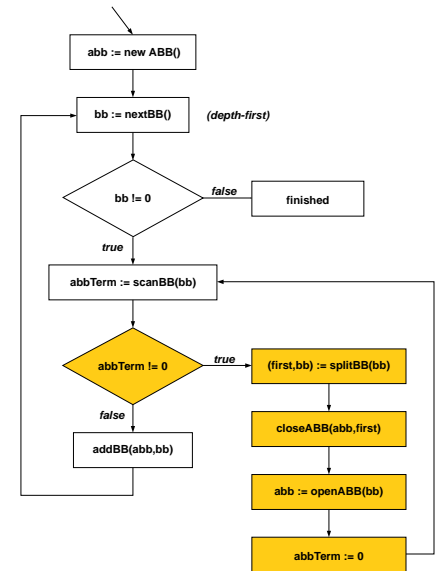 abb := new ABB()
bb := nextBB()
(depth-first)
bb != 0
false
finished
true
abbTerm := scanBB(bb)
abbTerm != 0
true
(first,bb) := splitBB(bb)
false
closeABB(abb,first)
addBB(abb,bb)
abb := openABB(bb)
abbTerm := 0